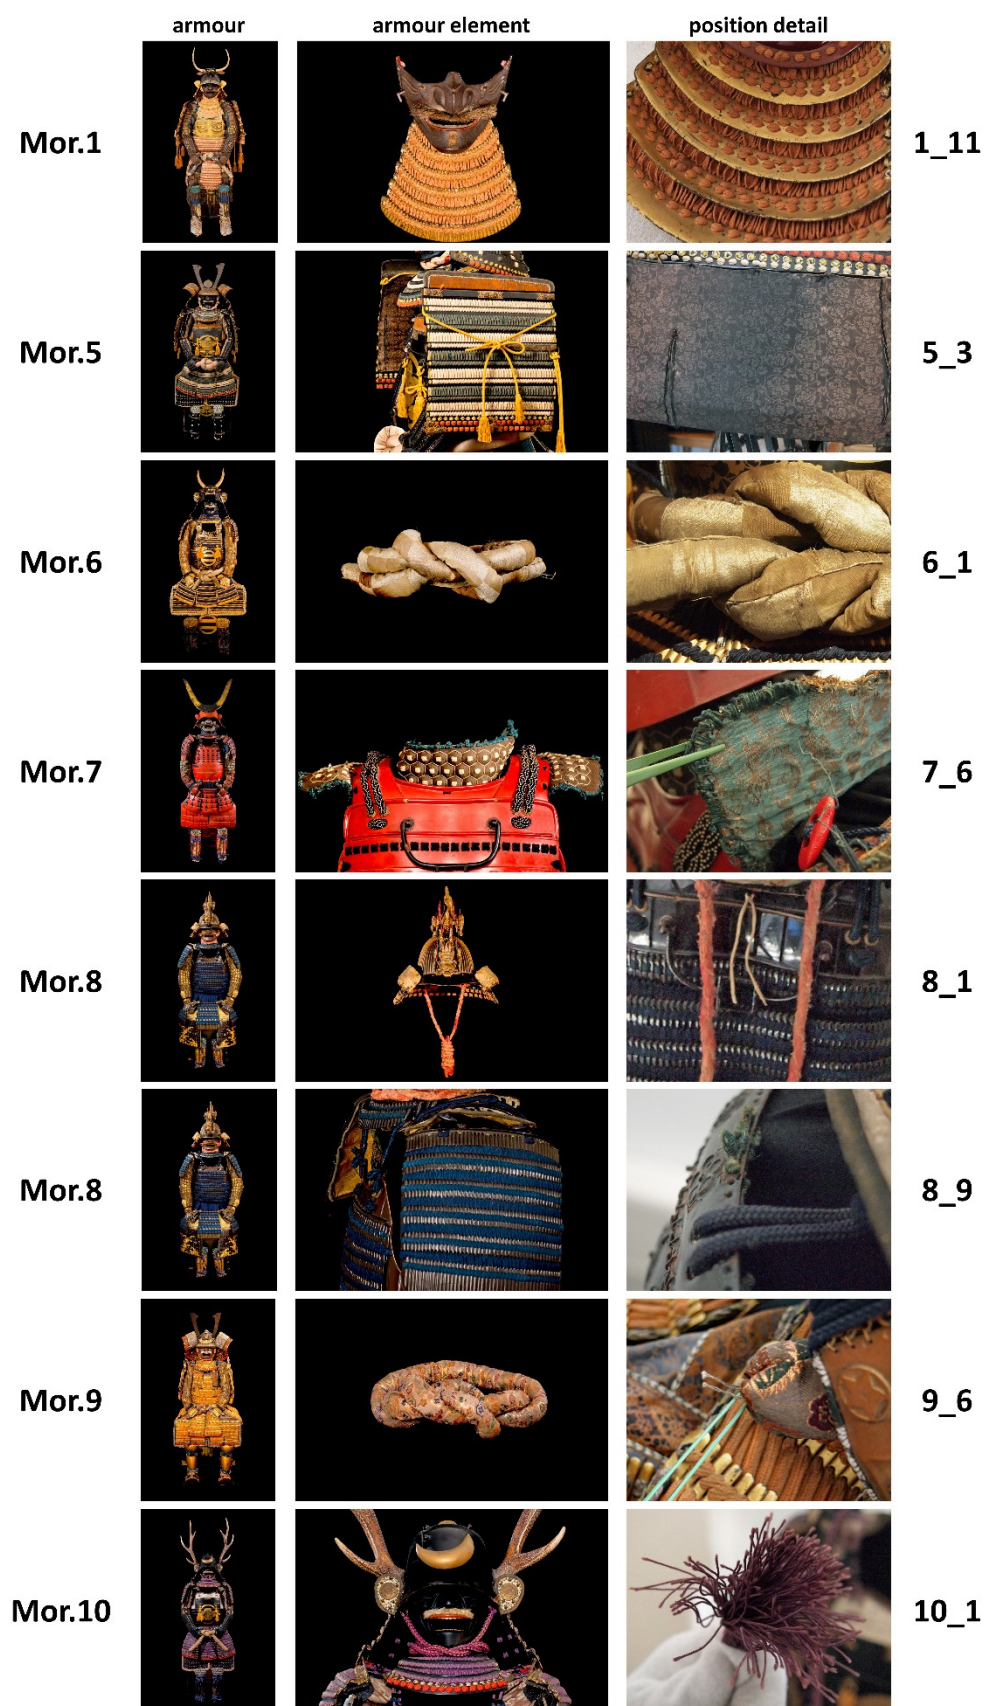 armour armour element position detail
Mor.1 1_11
Mor.5 5_3
Mor.6 6_1
Mor.7 7_6
Mor.8 8_1
Mor.8 8_9
Mor.9 9_6
Mor.10 10_1